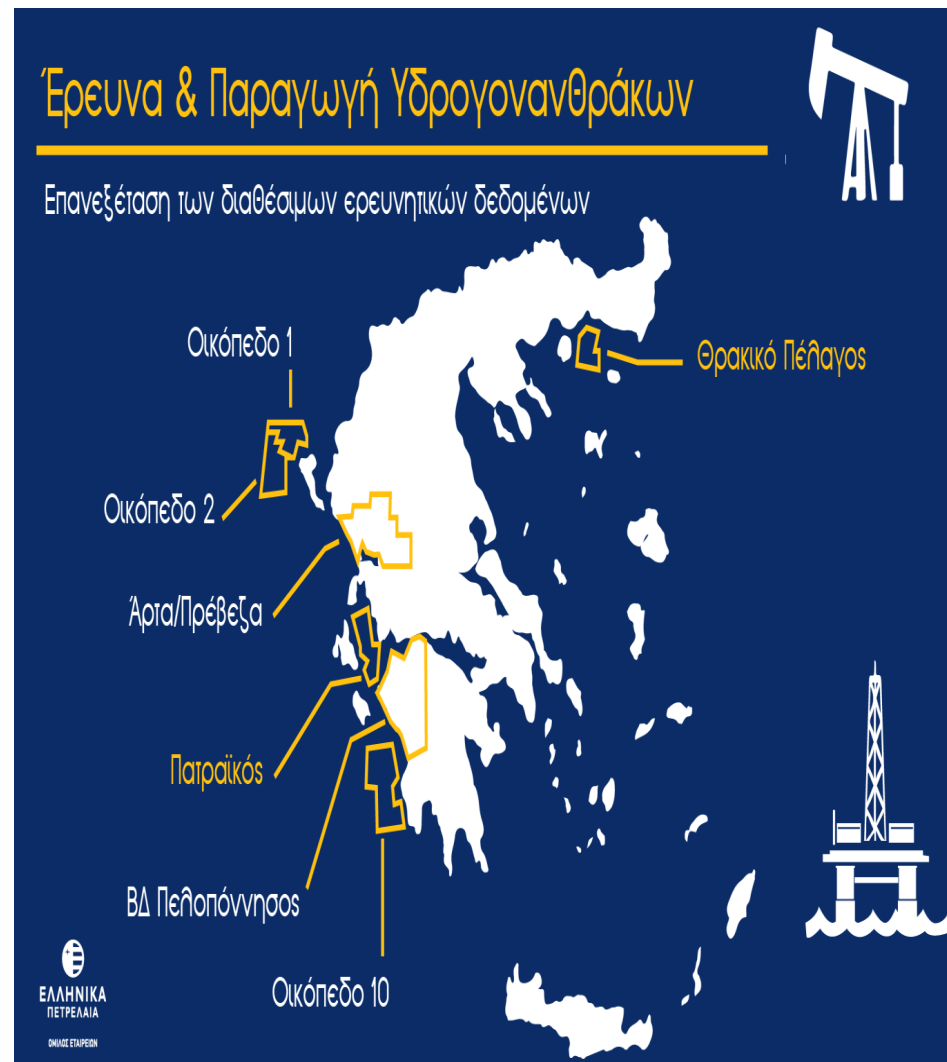 Έρευνα & Παραγωγή Υδρογονανθράκων
Επανεξέταση των διαθέσιμων ερευνητικών δεδομένων
Οικόπεδο 1
Θρακικό Πέλαγος
Οικόπεδο 2
Άρτα/Πρέβεζα
Πατραϊκός
ΒΔ Πελοπόννησος
Οικόπεδο 10
ΕΛΛΗΝΙΚΑ
ΠΕΤΡΕΛΑΙΑ
ΟΜΙΛΟΣ ΕΤΑΙΡΕΙΩΝ